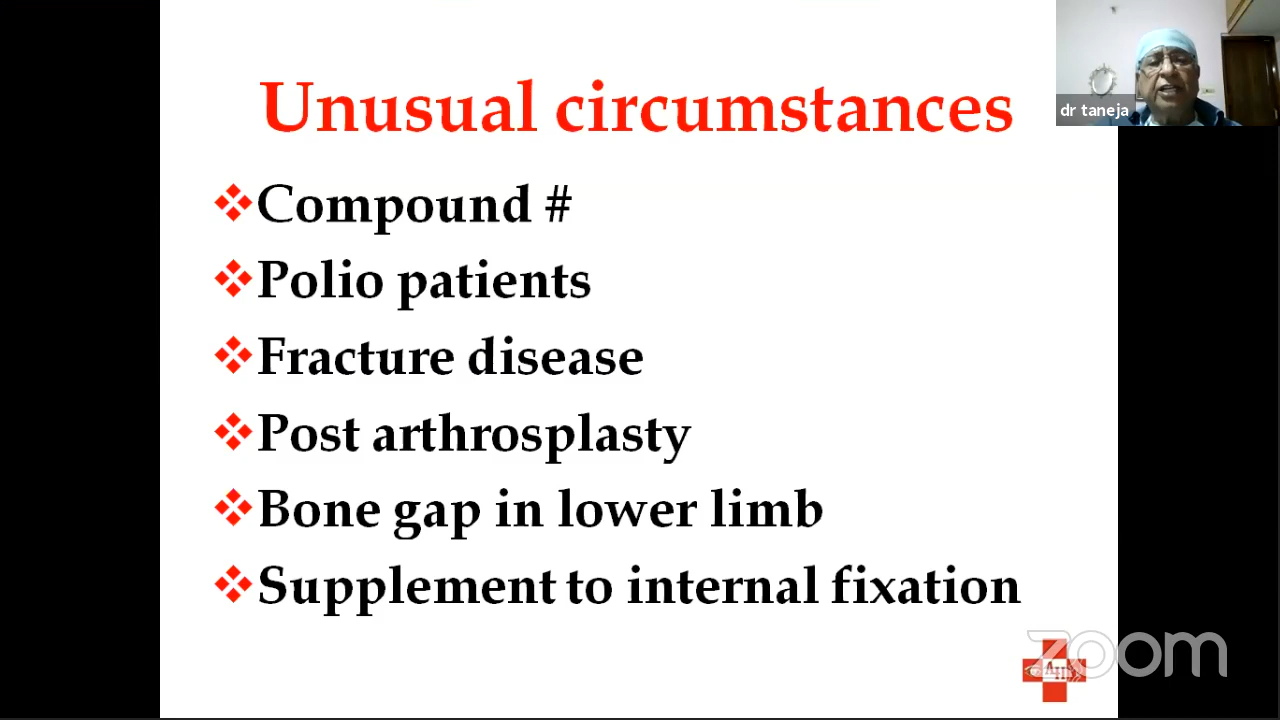 Unusual circumstances
dr taneja
Compound #
Polio patients
Fracture disease
Post arthrosplasty
Bone gap in lower limb
Supplement to internal fixation
zoom